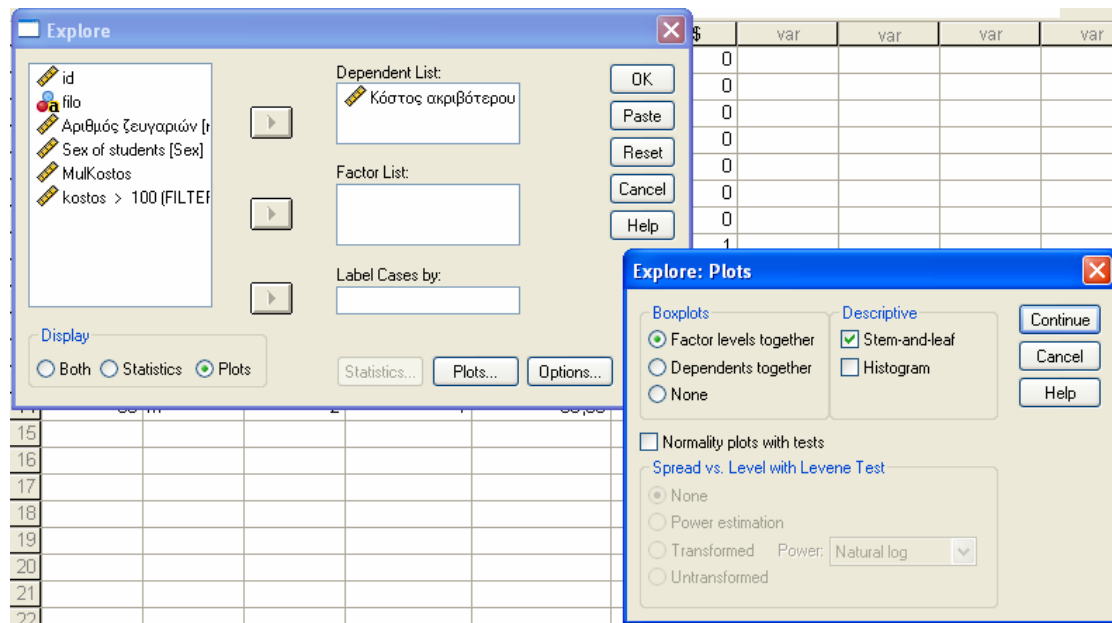 Explore
$
var
var
var
var
id
filo
Αριθμός ζευγαριών [r
Sex of students [Sex]
MulKostos
kostos > 100 (FILTER
Dependent List:
Κόστος ακριβότερου
Factor List:
Label Cases by:
OK
Paste
Reset
Cancel
Help
Display
Both
Statistics
Plots
Statistics...
Plots...
Options...
0
0
0
0
0
0
0
1
Explore: Plots
Boxplots
Factor levels together
Dependents together
None
Descriptive
Stem-and-leaf
Histogram
Continue
Cancel
Help
Normality plots with tests
Spread vs. Level with Levene Test
None
Power estimation
Transformed Power: Natural log
Untransformed
15
16
17
18
19
20
21
22